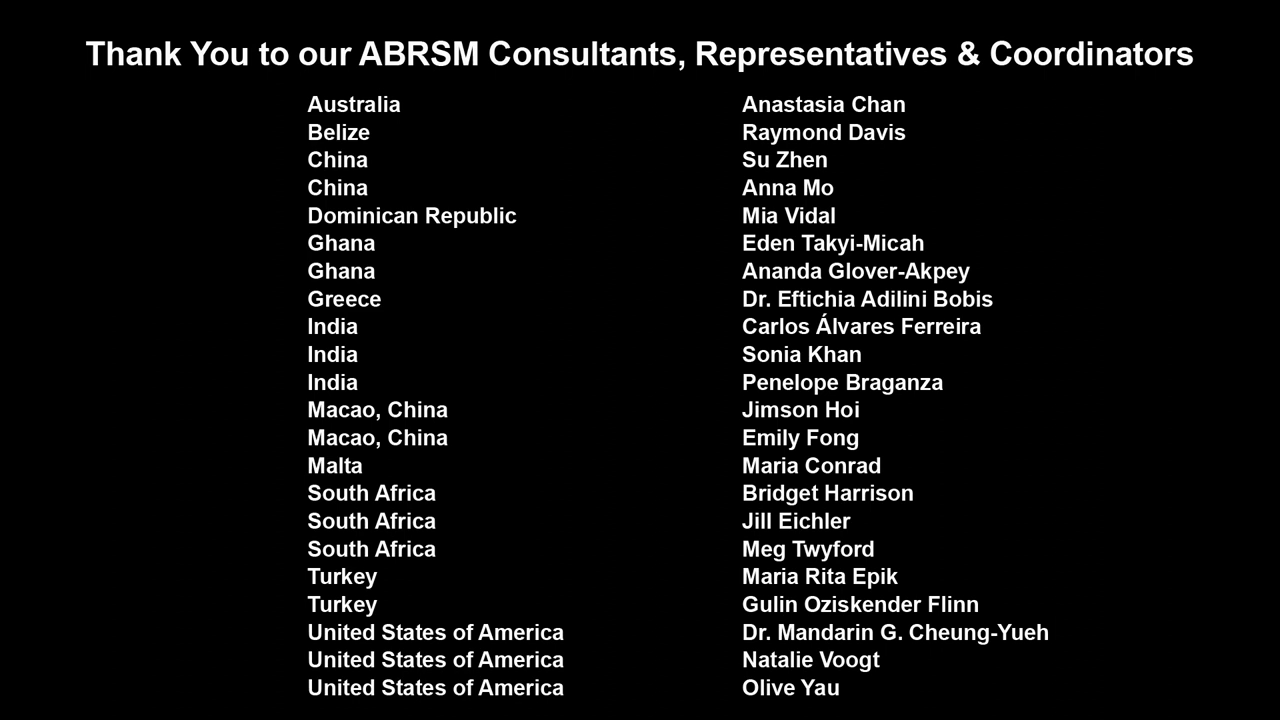 Thank You to our ABRSM Consultants, Representatives & Coordinators
Australia Anastasia Chan
Belize Raymond Davis
China Su Zhen
China Anna Mo
Dominican Republic Mia Vidal
Ghana Eden Takyi-Micah
Ghana Ananda Glover-Akpey
Greece Dr. Eftichia Adilini Bobis
India Carlos Álvares Ferreira
India Sonia Khan
India Penelope Braganza
Macao, China Jimson Hoi
Macao, China Emily Fong
Malta Maria Conrad
South Africa Bridget Harrison
South Africa Jill Eichler
South Africa Meg Twyford
Turkey Maria Rita Epik
Turkey Gulin Oziskender Flinn
United States of America Dr. Mandarin G. Cheung-Yueh
United States of America Natalie Voogt
United States of America Olive Yau